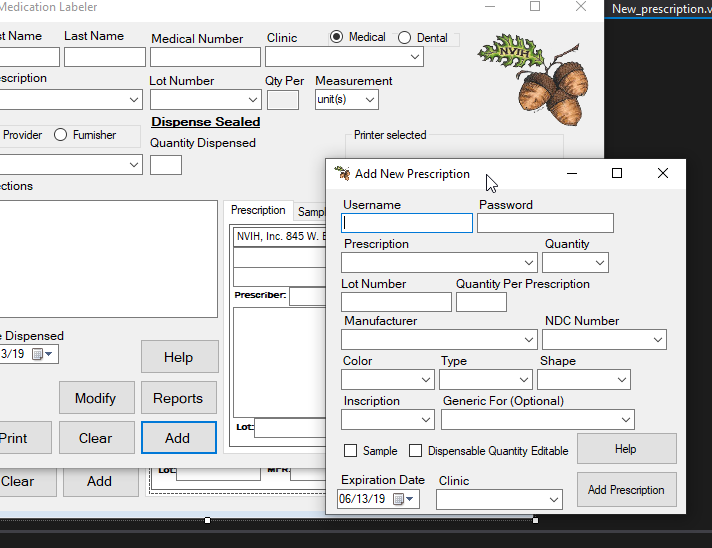 Medication Labeler
New_prescription.v
st Name Last Name Medical Number Clinic Medical Dental
NVIH
escription Lot Number Qty Per Measurement
unit(s)
Dispense Sealed
Provider Furnisher Quantity Dispensed Printer selected
Add New Prescription
ections
Username Password
Prescription Sampl
NVIH, Inc. 845 W. E
Prescription Quantity
Prescriber:
Lot Number Quantity Per Prescription
Manufacturer NDC Number
e Dispensed
3/19
Help
Color Type Shape
Modify Reports
Inscription Generic For (Optional)
Print Clear Add
Lot:
Sample Dispensable Quantity Editable Help
Clear Add
Lot: MFR:
Expiration Date Clinic
06/13/19
Add Prescription